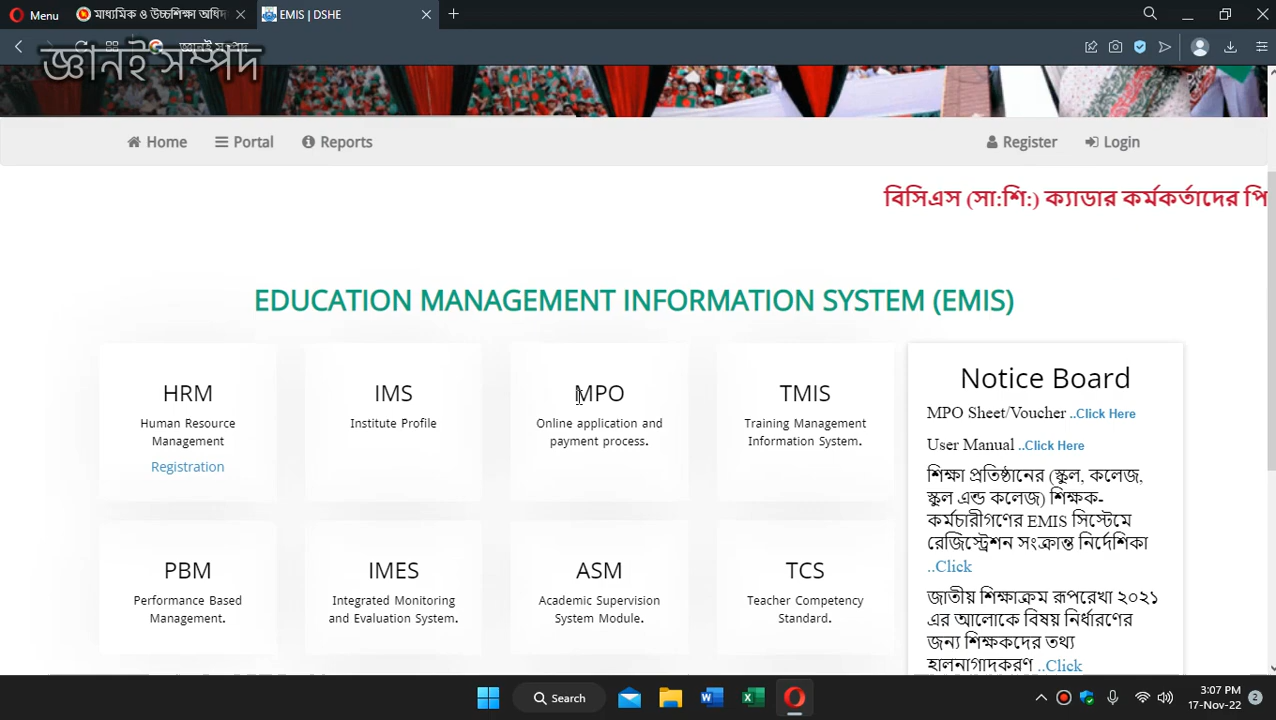 Menu
মাধ্যমিক ও উচ্চশিক্ষা অধিদ
EMIS | DSHE
জ্ঞানই সম্পদ
Home
Portal
Reports
Register
Login
বিসিএস (সা:শি:) ক্যাডার কর্মকর্তাদের পি
EDUCATION MANAGEMENT INFORMATION SYSTEM (EMIS)
HRM
Human Resource
Management
Registration
IMS
Institute Profile
MPO
Online application and
payment process.
TMIS
Training Management
Information System.
PBM
Performance Based
Management.
IMES
Integrated Monitoring
and Evaluation System.
ASM
Academic Supervision
System Module.
TCS
Teacher Competency
Standard.
Notice Board
MPO Sheet/Voucher ..Click Here
User Manual ..Click Here
শিক্ষা প্রতিষ্ঠানের (স্কুল, কলেজ,
স্কুল এন্ড কলেজ) শিক্ষক-
কর্মচারীগণের EMIS সিস্টেমে
রেজিস্ট্রেশন সংক্রান্ত নির্দেশিকা
..Click
জাতীয় শিক্ষাক্রম রূপরেখা ২০২১
এর আলোকে বিষয় নির্ধারণের
জন্য শিক্ষকদের তথ্য
হালনাগাদকরণ ..Click
Search
3:07 PM
17-Nov-22
2